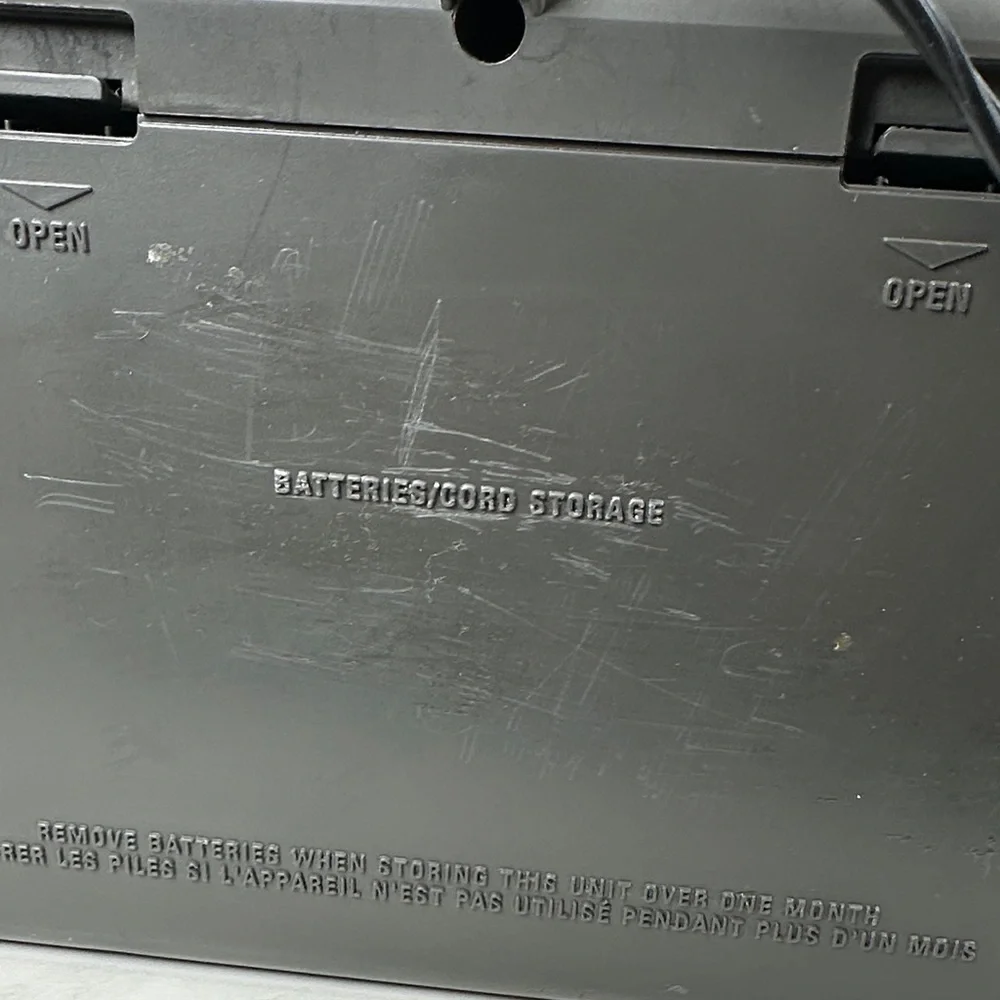 OPEN
OPEN
BATTERIES/CORD STORAGE
REMOVE BATTERIES WHEN STORING THIS UNIT OVER ONE MONTH
LES PILES SI L'APPAREIL N'EST PAS UTILISÉ PENDANT PLUS D'UN MOIS